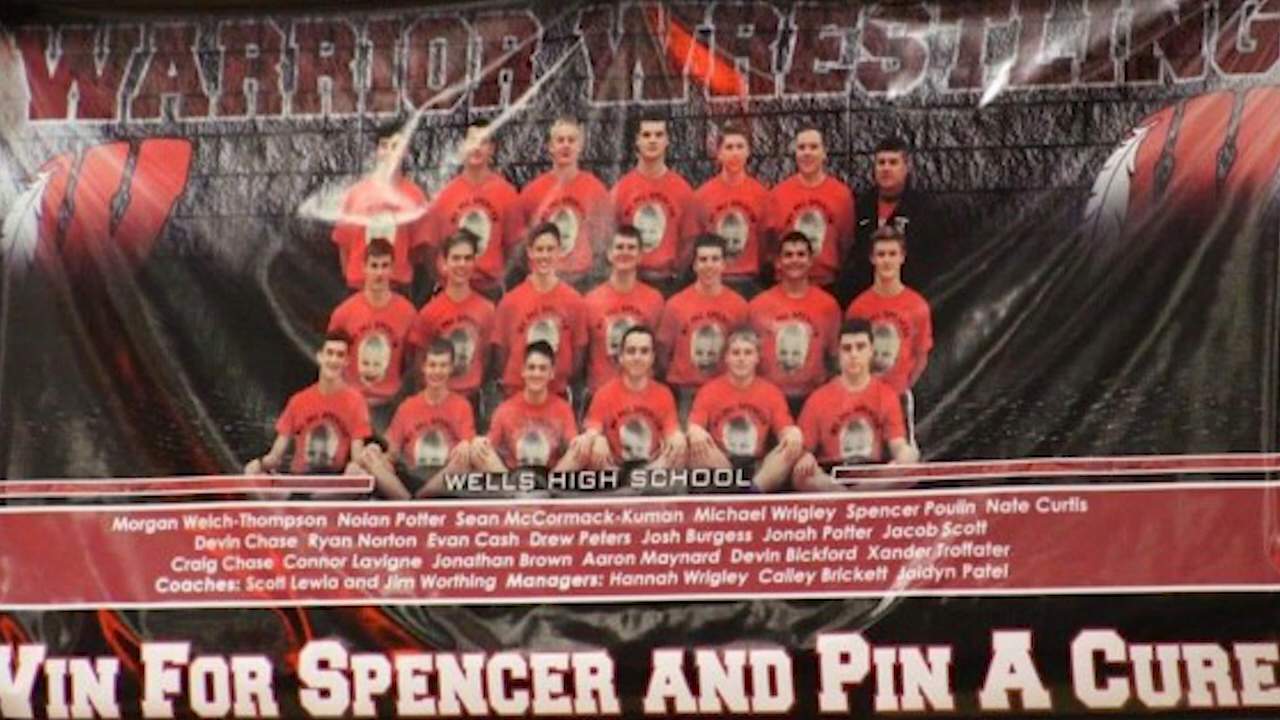 WARRIOR WRESTLING
WELLS HIGH SCHOOL
Morgan Welch-Thompson Nolan Potter Sean McCormack-Kuman Michael Wrigley Spencer Poulin Nate Curtis
Devin Chase Ryan Norton Evan Cash Drew Peters Josh Burgess Jonah Potter Jacob Scott
Craig Chase Connor Lavigne Jonathan Brown Aaron Maynard Devin Bickford Xander Troffater
Coaches: Scott Lewia and Jim Worthing Managers: Hannah Wrigley Calley Brickett Jaidyn Patel
WIN FOR SPENCER AND PIN A CURE